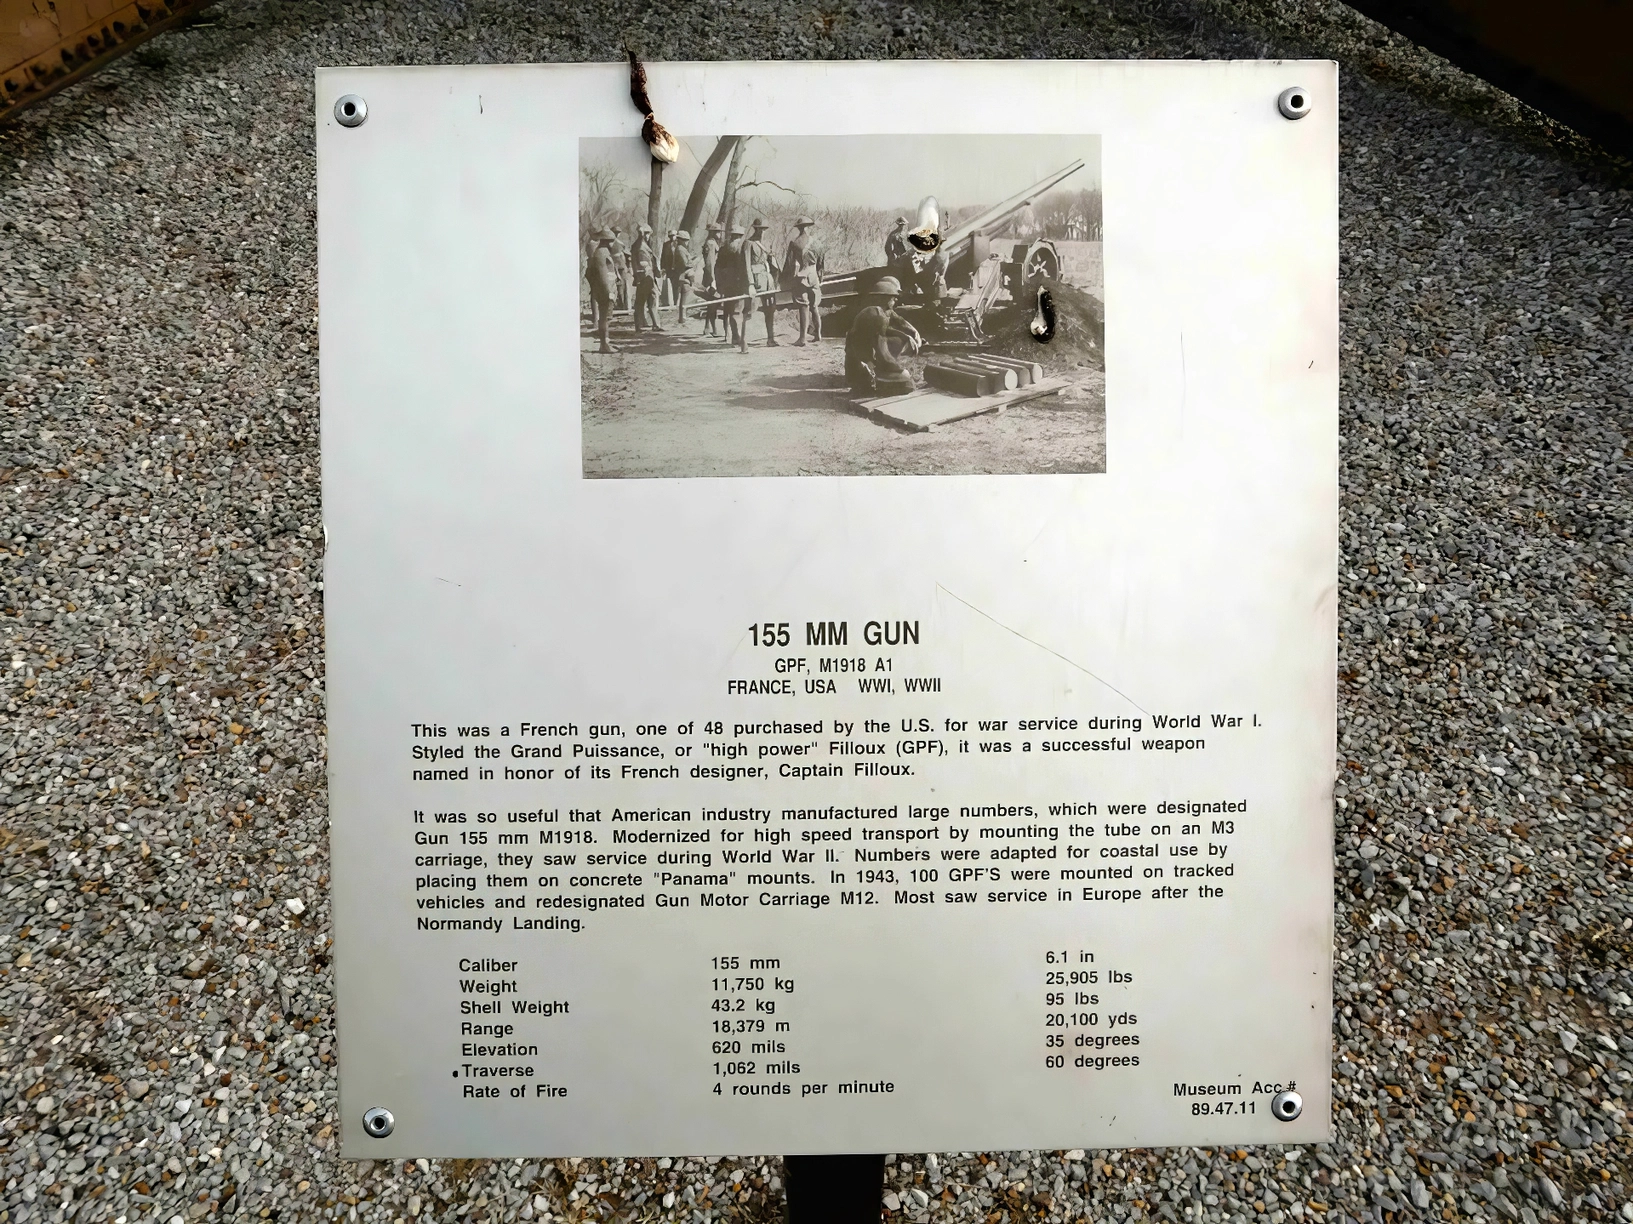 155 MM GUN
GPF, M1918 A1
FRANCE, USA WWI, WWII
This was a French gun, one of 48 purchased by the U.S. for war service during World War I.
Styled the Grand Puissance, or "high power" Filloux (GPF), it was a successful weapon
named in honor of its French designer, Captain Filloux.
It was so useful that American industry manufactured large numbers, which were designated
Gun 155 mm M1918. Modernized for high speed transport by mounting the tube on an M3
carriage, they saw service during World War II. Numbers were adapted for coastal use by
placing them on concrete "Panama" mounts. In 1943, 100 GPF'S were mounted on tracked
vehicles and redesignated Gun Motor Carriage M12. Most saw service in Europe after the
Normandy Landing.
Caliber 155 mm 6.1 in
Weight 11,750 kg 25,905 lbs
Shell Weight 43.2 kg 95 lbs
Range 18,379 m 20,100 yds
Elevation 620 mils 35 degrees
Traverse 1,062 mils 60 degrees
Rate of Fire 4 rounds per minute
Museum Acc #
89.47.11